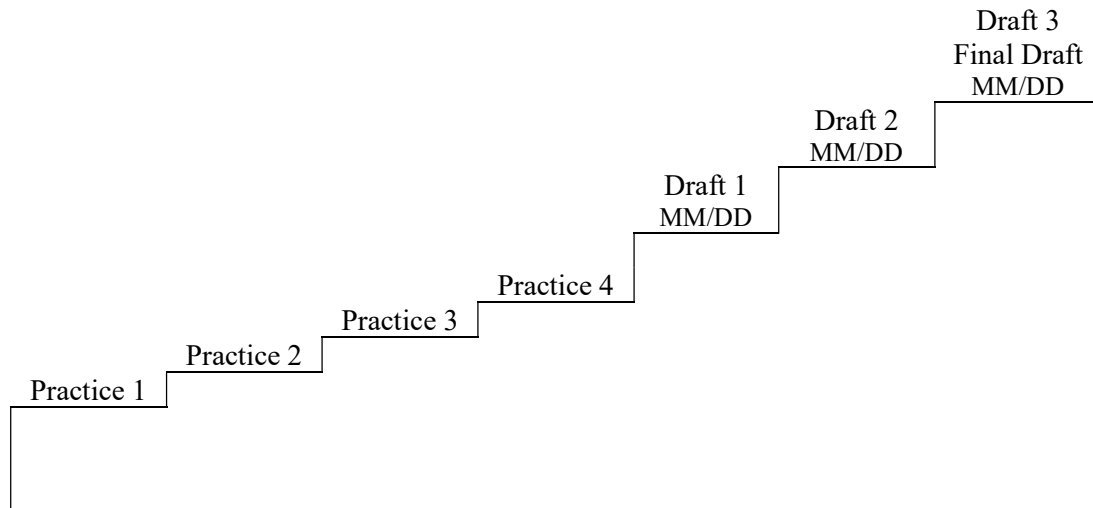 Draft 3
Final Draft
MM/DD
Draft 2
MM/DD
Draft 1
MM/DD
Practice 4
Practice 3
Practice 2
Practice 1